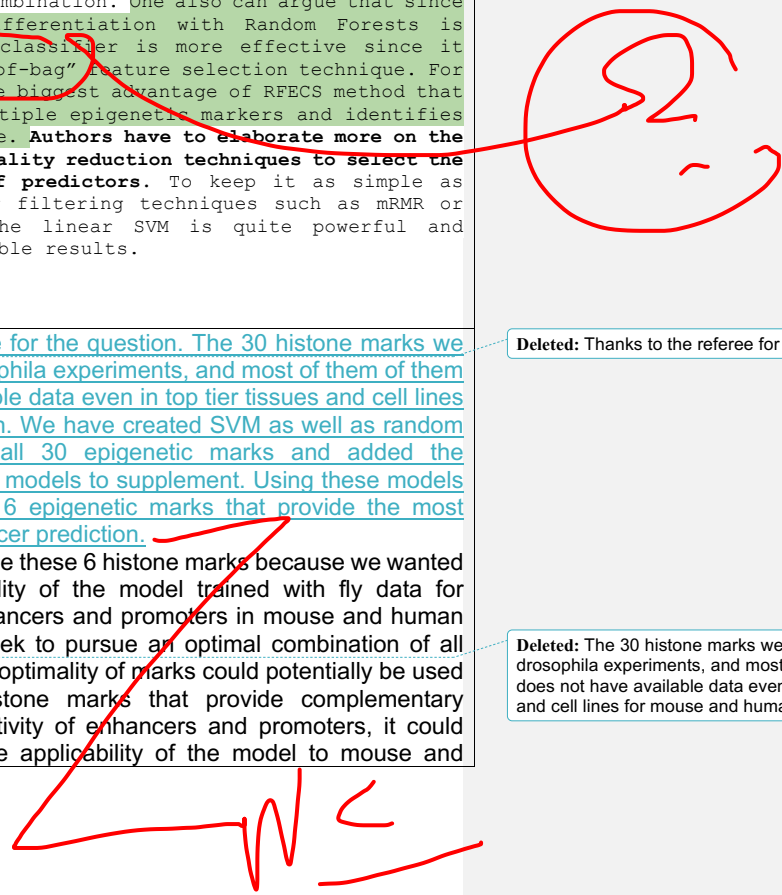 mbination. One also can argue that since
ifferentiation with Random Forests is
classifier is more effective since it
of-bag” feature selection technique. For
e biggest advantage of RFECS method that
ltiple epigenetic markers and identifies
e. Authors have to elaborate more on the
ality reduction techniques to select the
f predictors. To keep it as simple as
filtering techniques such as mRMR or
he linear SVM is quite powerful and
ble results.
e for the question. The 30 histone marks we
phila experiments, and most of them of them
ble data even in top tier tissues and cell lines
n. We have created SVM as well as random
all 30 epigenetic marks and added the
models to supplement. Using these models
6 epigenetic marks that provide the most
cer prediction.
e these 6 histone marks because we wanted
lity of the model trained with fly data for
ancers and promoters in mouse and human
ek to pursue an optimal combination of all
optimality of marks could potentially be used
stone marks that provide complementary
tivity of enhancers and promoters, it could
e applicability of the model to mouse and
Deleted: Thanks to the referee for
Deleted: The 30 histone marks we
drosophila experiments, and most
does not have available data even
and cell lines for mouse and huma